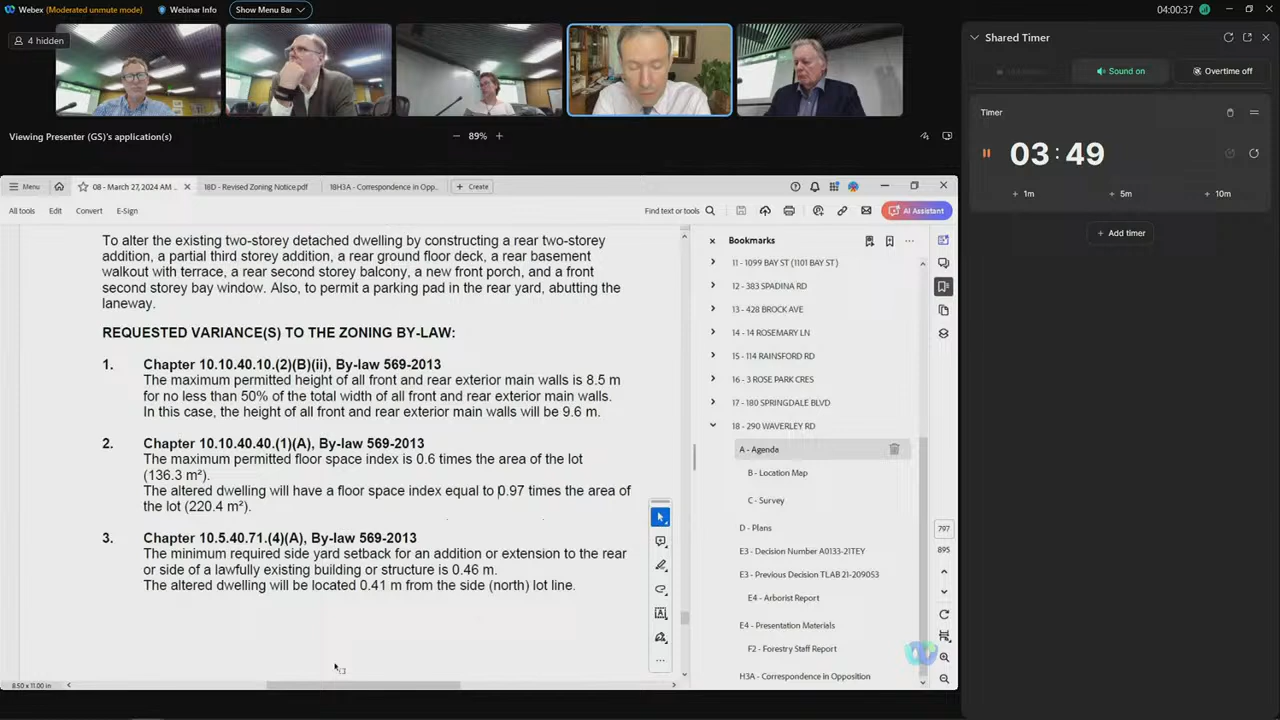 Webex (Moderated unmute mode)
Webinar Info
Show Menu Bar
04:00:37
4 hidden
Viewing Presenter (GS)'s application(s)
89%
Shared Timer
Sound on
Overtime off
Timer
03:49
+ 1m
+ 5m
+ 10m
+ Add timer
Menu
08 - March 27, 2024 AM ...
18D - Revised Zoning Notice.pdf
18H3A - Correspondence in Opp...
+ Create
All tools
Edit
Convert
E-Sign
Find text or tools
AI Assistant
To alter the existing two-storey detached dwelling by constructing a rear two-storey
addition, a partial third storey addition, a rear ground floor deck, a rear basement
walkout with terrace, a rear second storey balcony, a new front porch, and a front
second storey bay window. Also, to permit a parking pad in the rear yard, abutting the
laneway.
REQUESTED VARIANCE(S) TO THE ZONING BY-LAW:
1. Chapter 10.10.40.10.(2)(B)(ii), By-law 569-2013
The maximum permitted height of all front and rear exterior main walls is 8.5 m
for no less than 50% of the total width of all front and rear exterior main walls.
In this case, the height of all front and rear exterior main walls will be 9.6 m.
2. Chapter 10.10.40.40.(1)(A), By-law 569-2013
The maximum permitted floor space index is 0.6 times the area of the lot
(136.3 m²).
The altered dwelling will have a floor space index equal to 0.97 times the area of
the lot (220.4 m²).
3. Chapter 10.5.40.71.(4)(A), By-law 569-2013
The minimum required side yard setback for an addition or extension to the rear
or side of a lawfully existing building or structure is 0.46 m.
The altered dwelling will be located 0.41 m from the side (north) lot line.
8.50 x 11.00 in
Bookmarks
11 - 1099 BAY ST (1101 BAY ST)
12 - 383 SPADINA RD
13 - 428 BROCK AVE
14 - 14 ROSEMARY LN
15 - 114 RAINSFORD RD
16 - 3 ROSE PARK CRES
17 - 180 SPRINGDALE BLVD
18 - 290 WAVERLEY RD
A - Agenda
B - Location Map
C - Survey
D - Plans
E3 - Decision Number A0133-21TEY
E3 - Previous Decision TLAB 21-209053
E4 - Arborist Report
E4 - Presentation Materials
F2 - Forestry Staff Report
H3A - Correspondence in Opposition
797
895